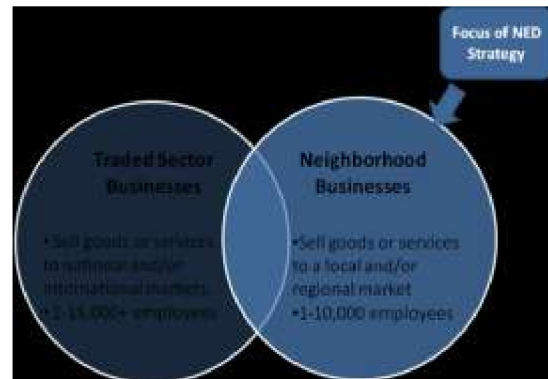 Focus of NED
Strategy
Traded Sector
Businesses
•Sell goods or services
to national and/or
international markets
•1-15,000+ employees
Neighborhood
Businesses
•Sell goods or services
to a local and/or
regional market
•1-10,000 employees